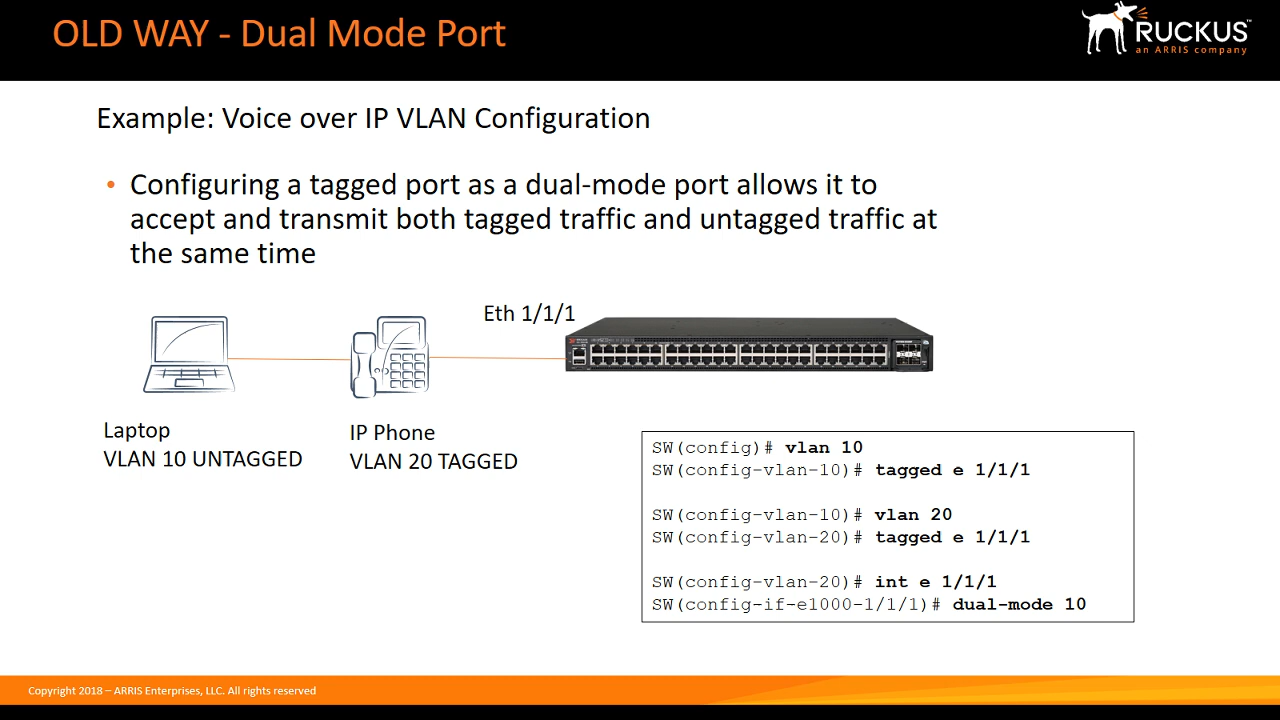 OLD WAY - Dual Mode Port
RUCKUS™
an ARRIS company
Example: Voice over IP VLAN Configuration
• Configuring a tagged port as a dual-mode port allows it to
accept and transmit both tagged traffic and untagged traffic at
the same time
Eth 1/1/1
Laptop
VLAN 10 UNTAGGED
IP Phone
VLAN 20 TAGGED
SW(config)# vlan 10
SW(config-vlan-10)# tagged e 1/1/1
SW(config-vlan-10)# vlan 20
SW(config-vlan-20)# tagged e 1/1/1
SW(config-vlan-20)# int e 1/1/1
SW(config-if-e1000-1/1/1)# dual-mode 10
Copyright 2018 – ARRIS Enterprises, LLC. All rights reserved